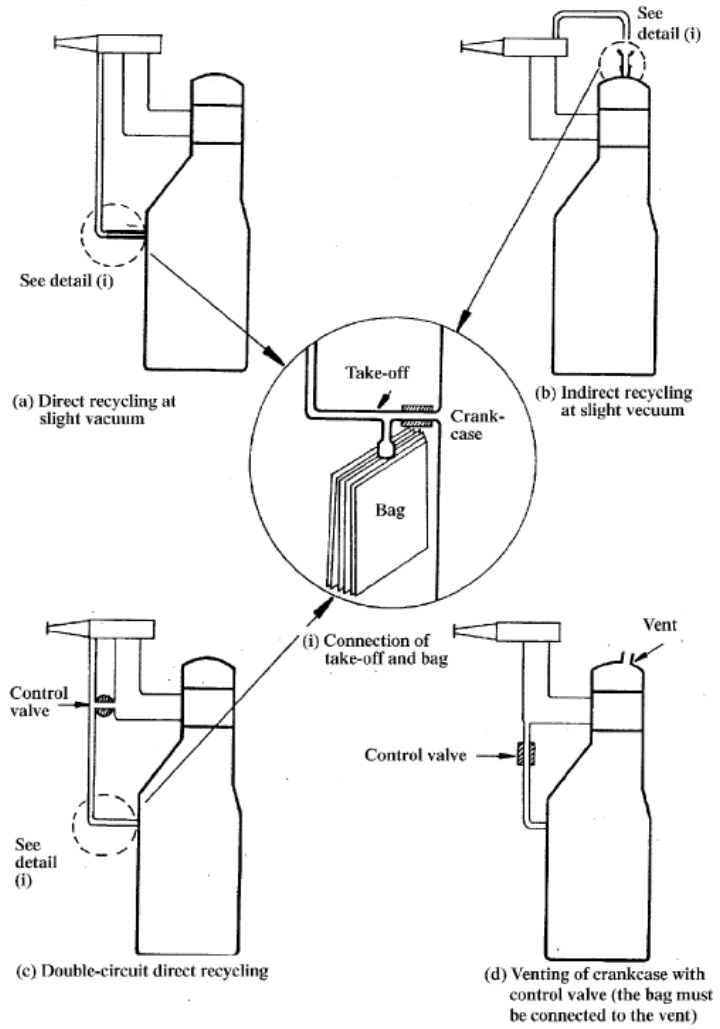 See
detail (i)
See detail (i)
(a) Direct recycling at
slight vacuum
(b) Indirect recycling
at slight vecuum
Take-off
Crank-
case
Bag
(i) Connection of
take-off and bag
Control
valve
See
detail
(i)
(c) Double-circuit direct recycling
Vent
Control valve
(d) Venting of crankcase with
control valve (the bag must
be connected to the vent)